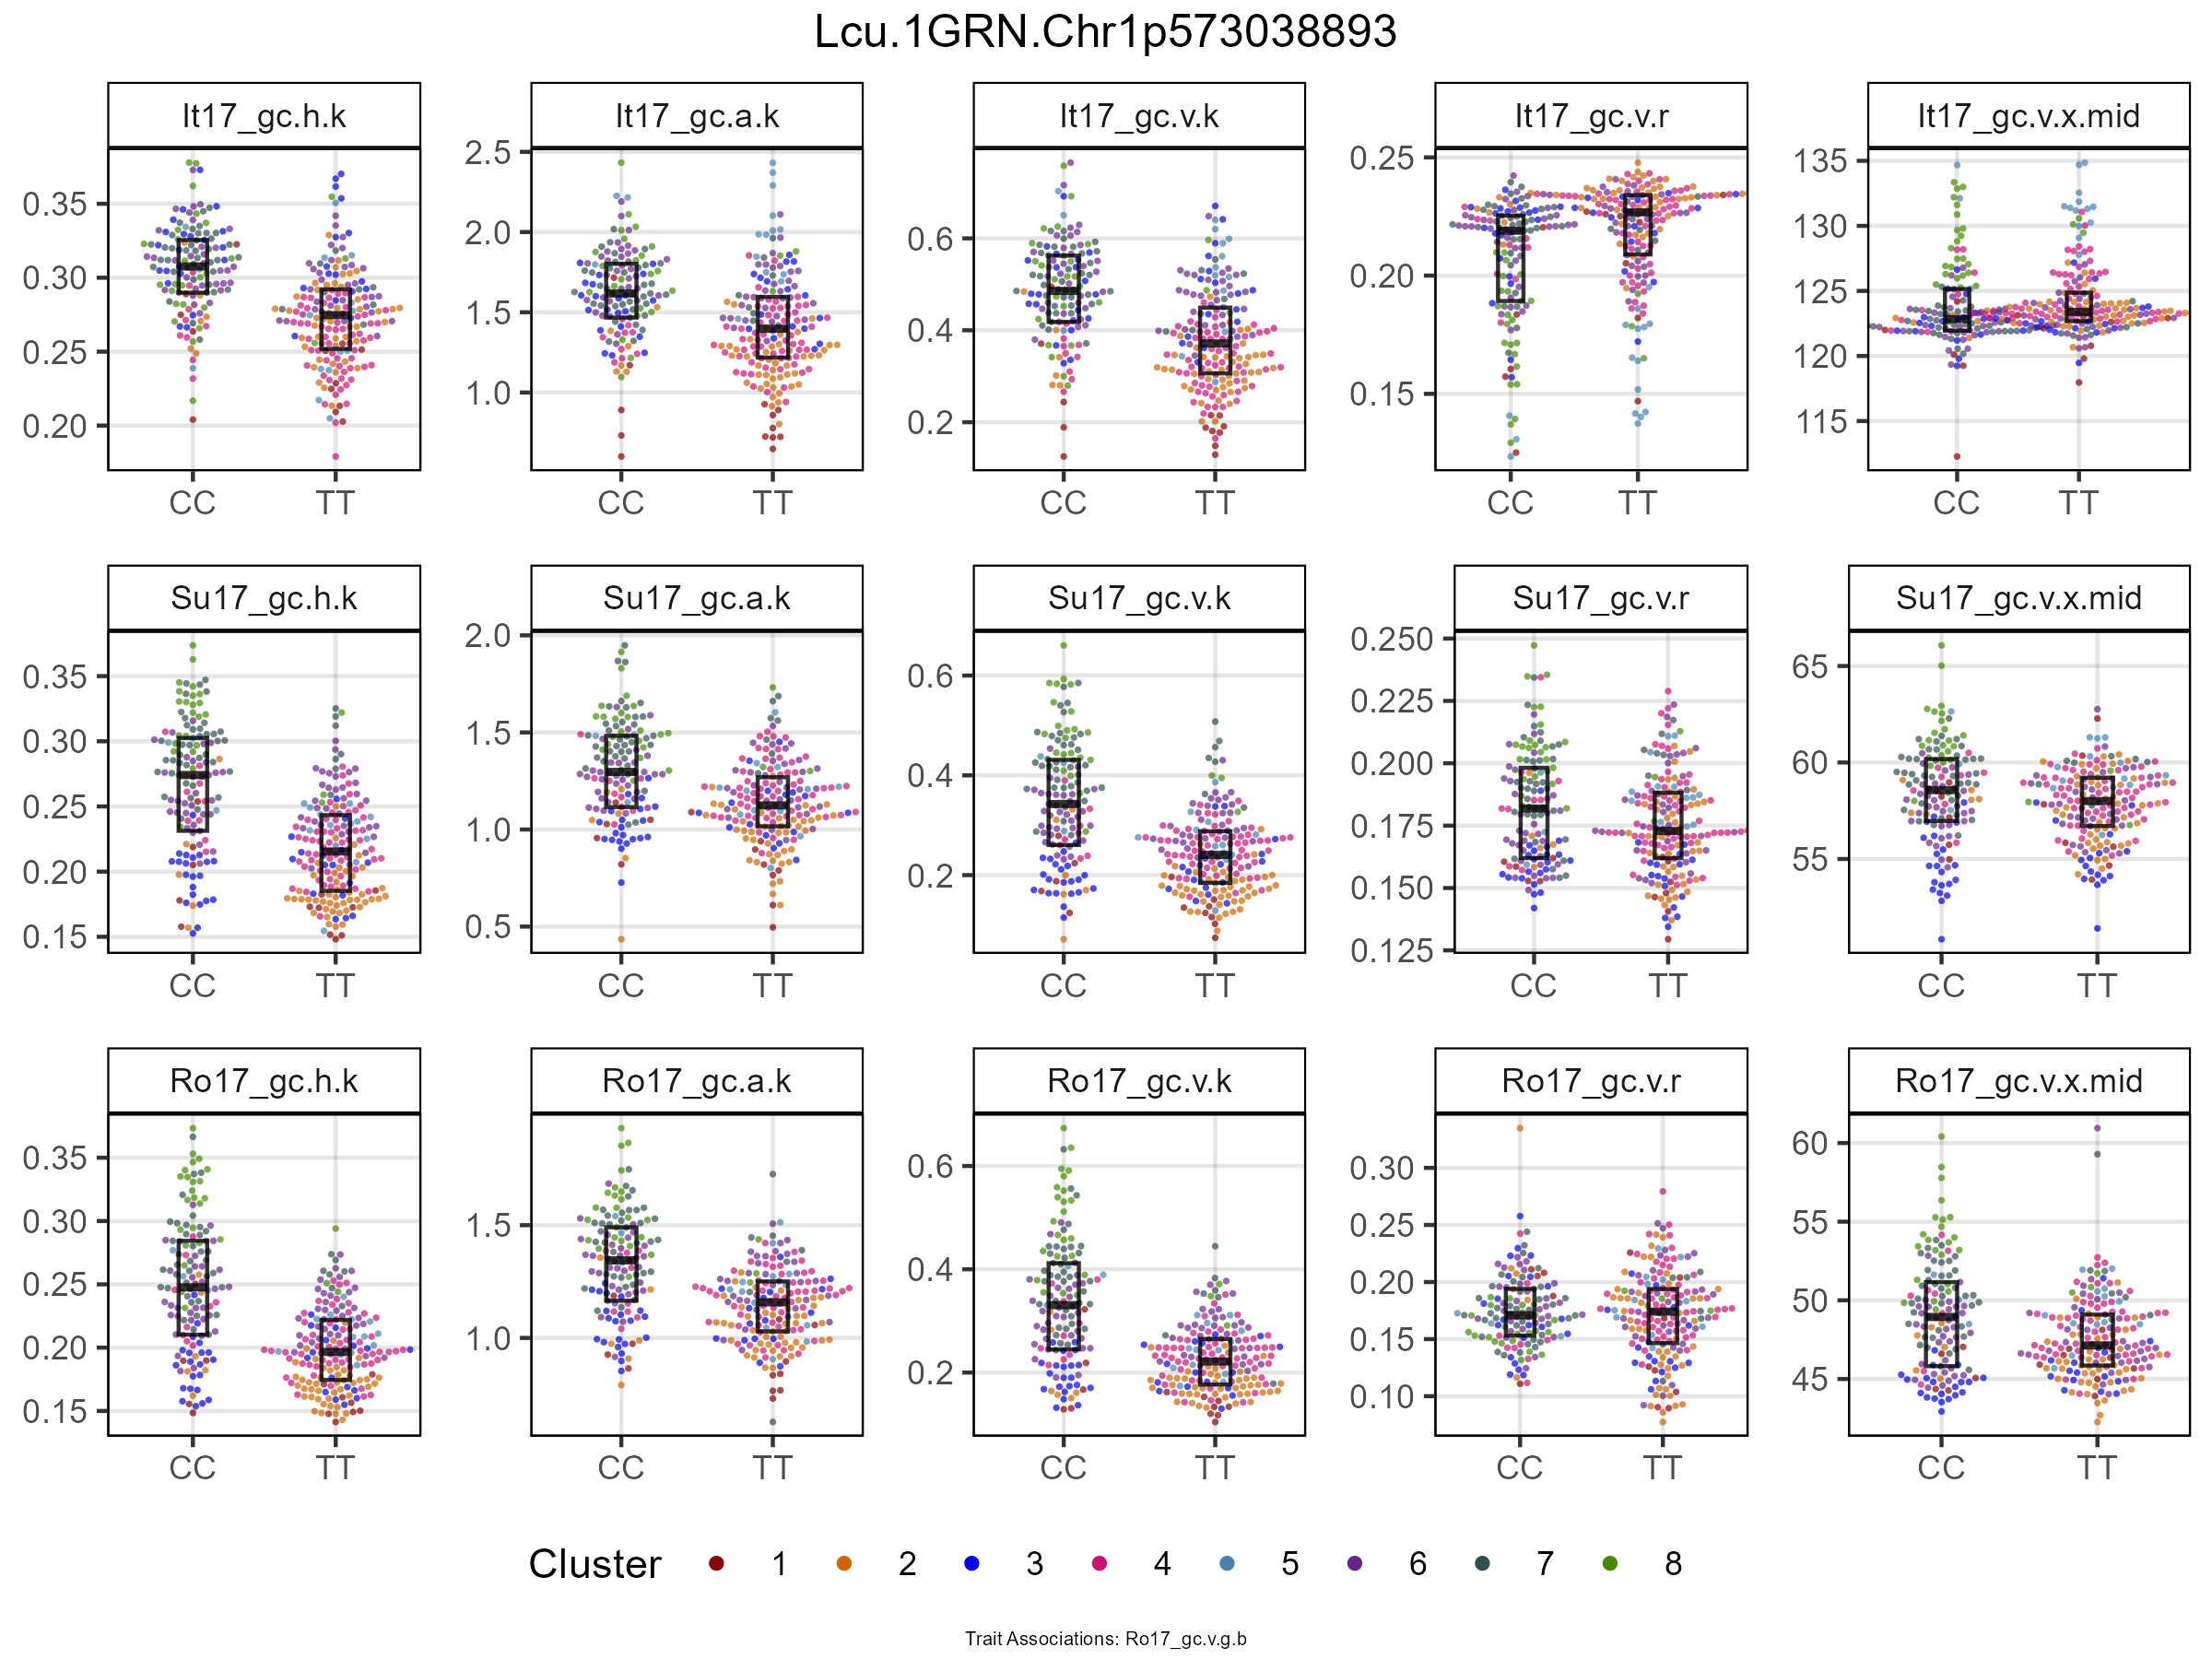 Lcu.1GRN.Chr1p573038893
It17_gc.h.k It17_gc.a.k It17_gc.v.k It17_gc.v.r It17_gc.v.x.mid
0.35 0.30 0.25 0.20 2.5 2.0 1.5 1.0 0.6 0.4 0.2 0.25 0.20 0.15 135 130 125 120 115
CC TT CC TT CC TT CC TT CC TT
Su17_gc.h.k Su17_gc.a.k Su17_gc.v.k Su17_gc.v.r Su17_gc.v.x.mid
0.35 0.30 0.25 0.20 0.15 2.0 1.5 1.0 0.5 0.6 0.4 0.2 0.250 0.225 0.200 0.175 0.150 0.125 65 60 55
CC TT CC TT CC TT CC TT CC TT
Ro17_gc.h.k Ro17_gc.a.k Ro17_gc.v.k Ro17_gc.v.r Ro17_gc.v.x.mid
0.35 0.30 0.25 0.20 0.15 1.5 1.0 0.6 0.4 0.2 0.30 0.25 0.20 0.15 0.10 60 55 50 45
CC TT CC TT CC TT CC TT CC TT
Cluster 1 2 3 4 5 6 7 8
Trait Associations: Ro17_gc.v.g.b